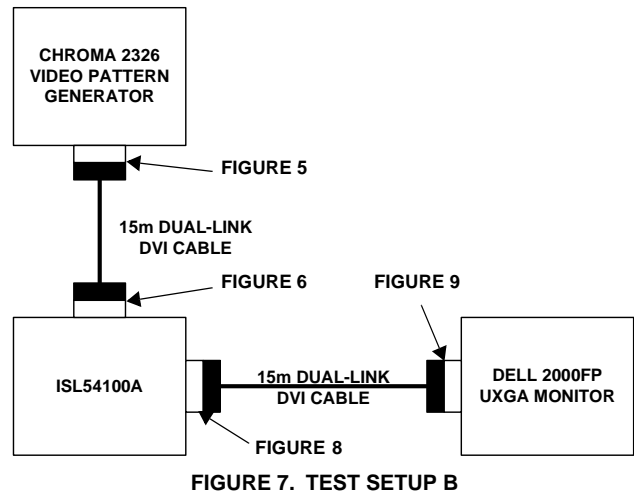 CHROMA 2326
VIDEO PATTERN
GENERATOR
FIGURE 5
15m DUAL-LINK
DVI CABLE
FIGURE 6
FIGURE 9
ISL54100A
15m DUAL-LINK
DVI CABLE
DELL 2000FP
UXGA MONITOR
FIGURE 8
FIGURE 7. TEST SETUP B